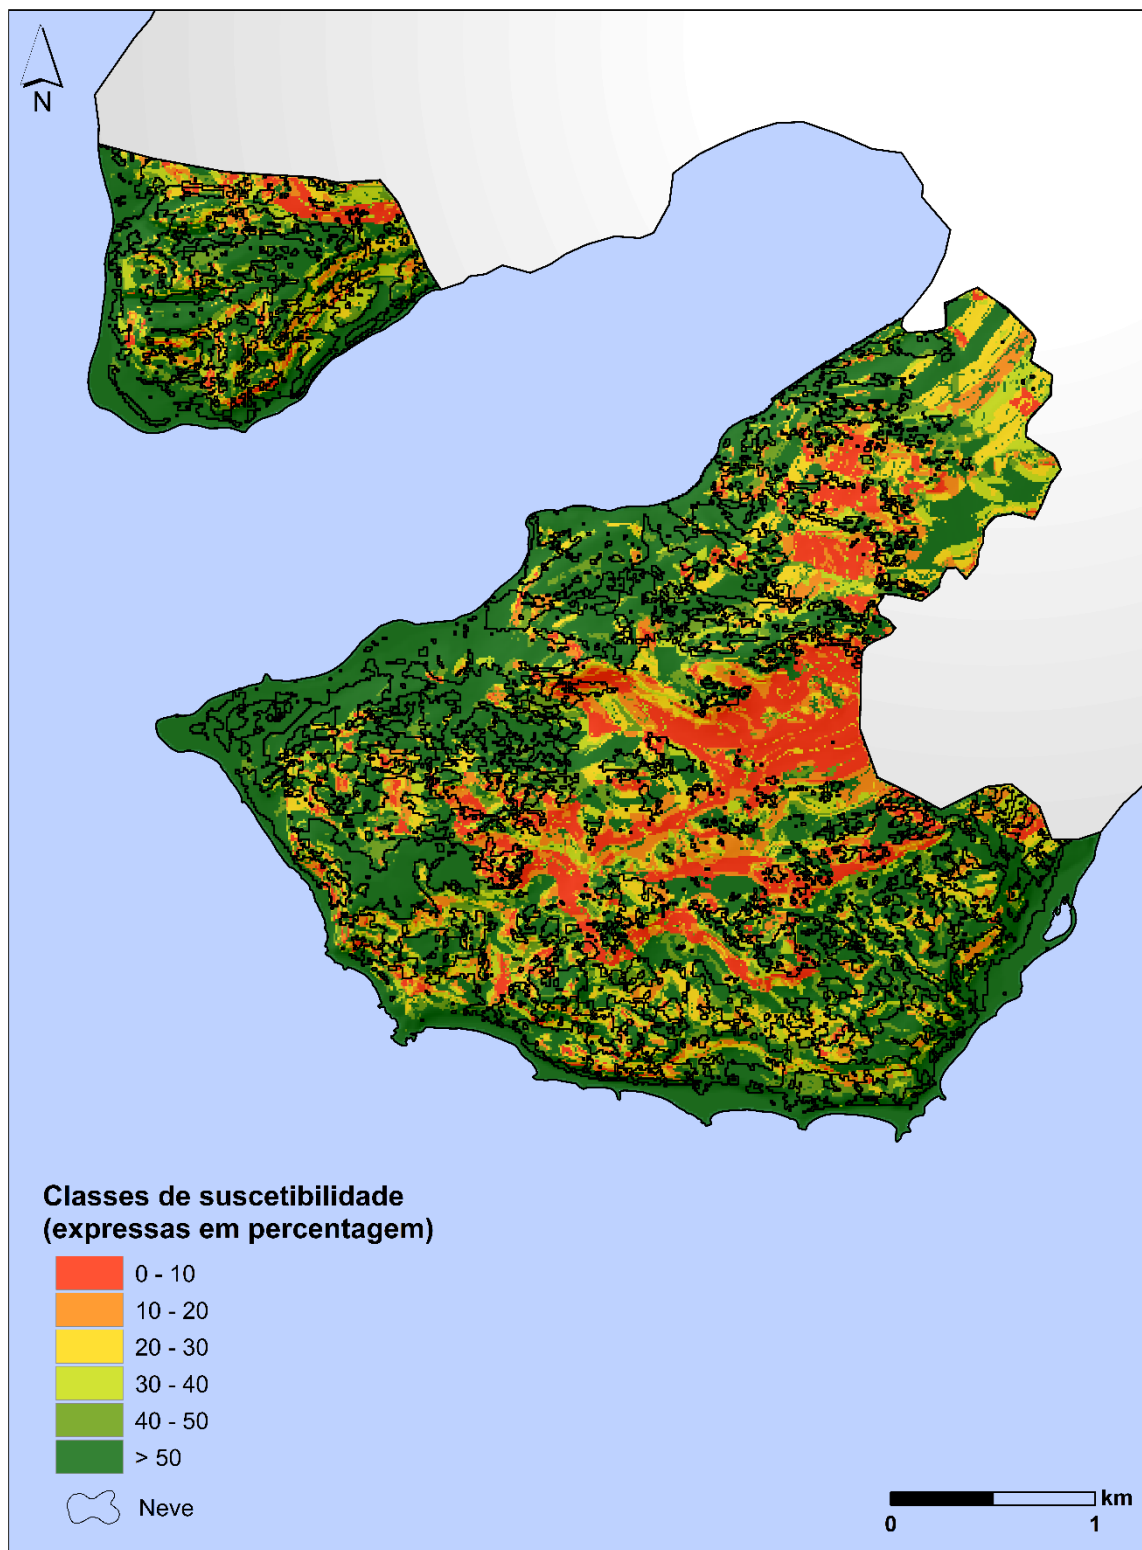 N
Classes de suscetibilidade
(expressas em percentagem)
0 - 10
10 - 20
20 - 30
30 - 40
40 - 50
> 50
Neve
km
0 1